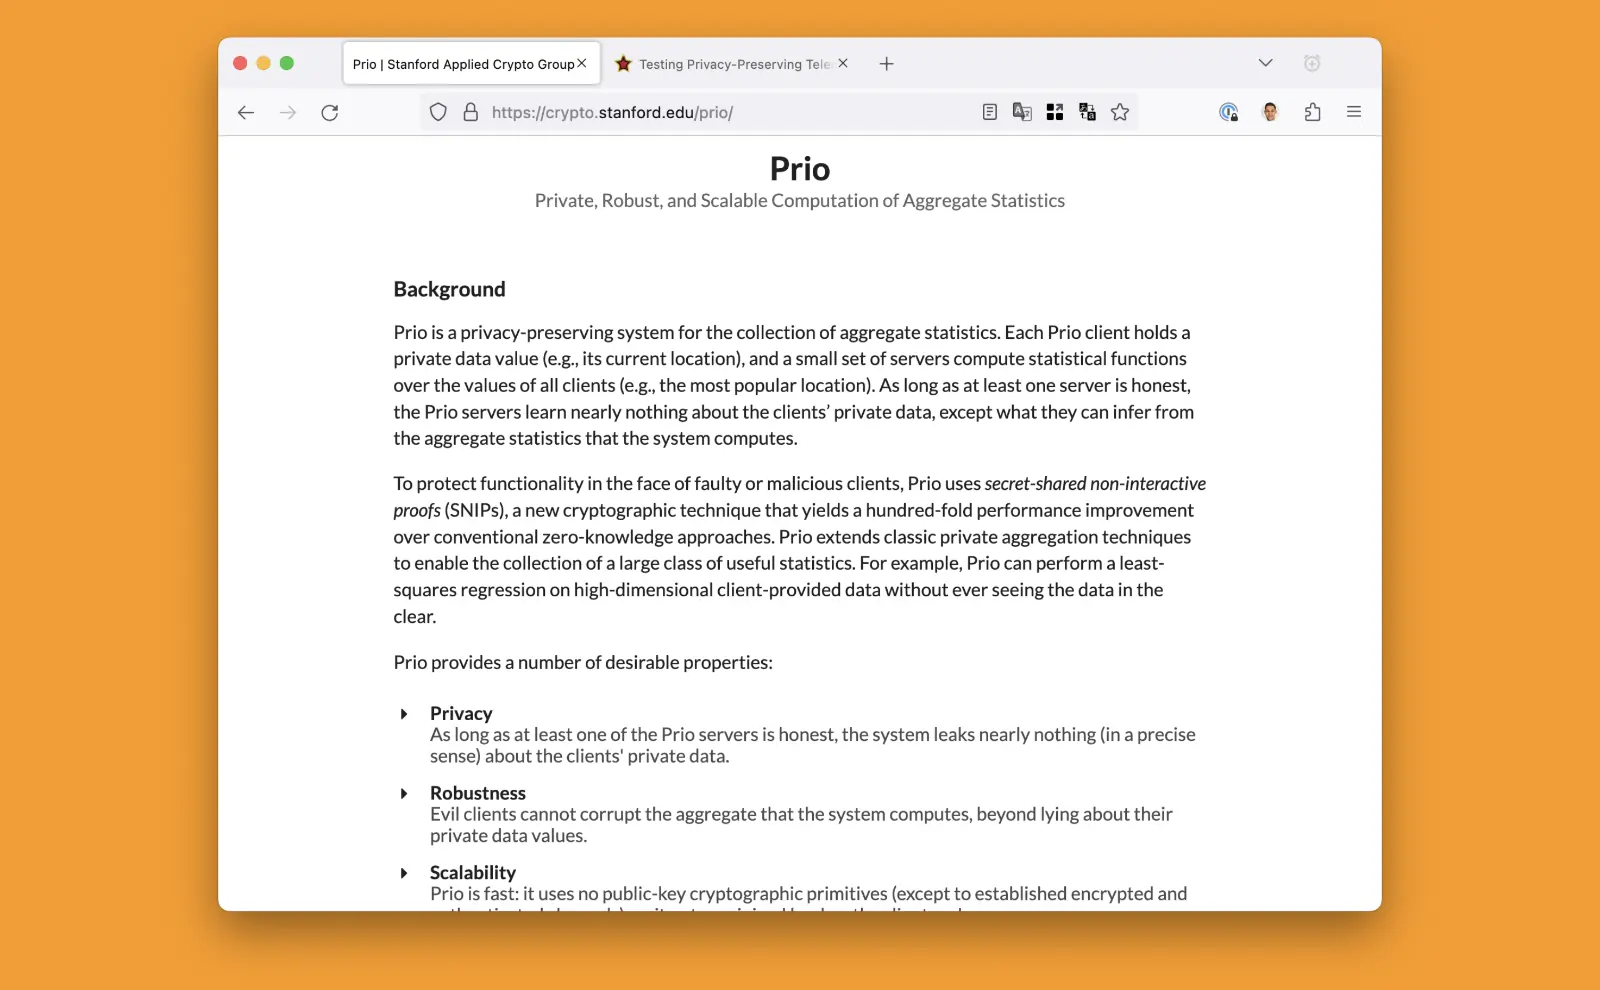 Prio | Stanford Applied Crypto Group
Testing Privacy-Preserving Tele
https://crypto.stanford.edu/prio/
Prio
Private, Robust, and Scalable Computation of Aggregate Statistics
Background
Prio is a privacy-preserving system for the collection of aggregate statistics. Each Prio client holds a
private data value (e.g., its current location), and a small set of servers compute statistical functions
over the values of all clients (e.g., the most popular location). As long as at least one server is honest,
the Prio servers learn nearly nothing about the clients’ private data, except what they can infer from
the aggregate statistics that the system computes.
To protect functionality in the face of faulty or malicious clients, Prio uses secret-shared non-interactive
proofs (SNIPs), a new cryptographic technique that yields a hundred-fold performance improvement
over conventional zero-knowledge approaches. Prio extends classic private aggregation techniques
to enable the collection of a large class of useful statistics. For example, Prio can perform a least-
squares regression on high-dimensional client-provided data without ever seeing the data in the
clear.
Prio provides a number of desirable properties:
Privacy
As long as at least one of the Prio servers is honest, the system leaks nearly nothing (in a precise
sense) about the clients' private data.
Robustness
Evil clients cannot corrupt the aggregate that the system computes, beyond lying about their
private data values.
Scalability
Prio is fast: it uses no public-key cryptographic primitives (except to established encrypted and